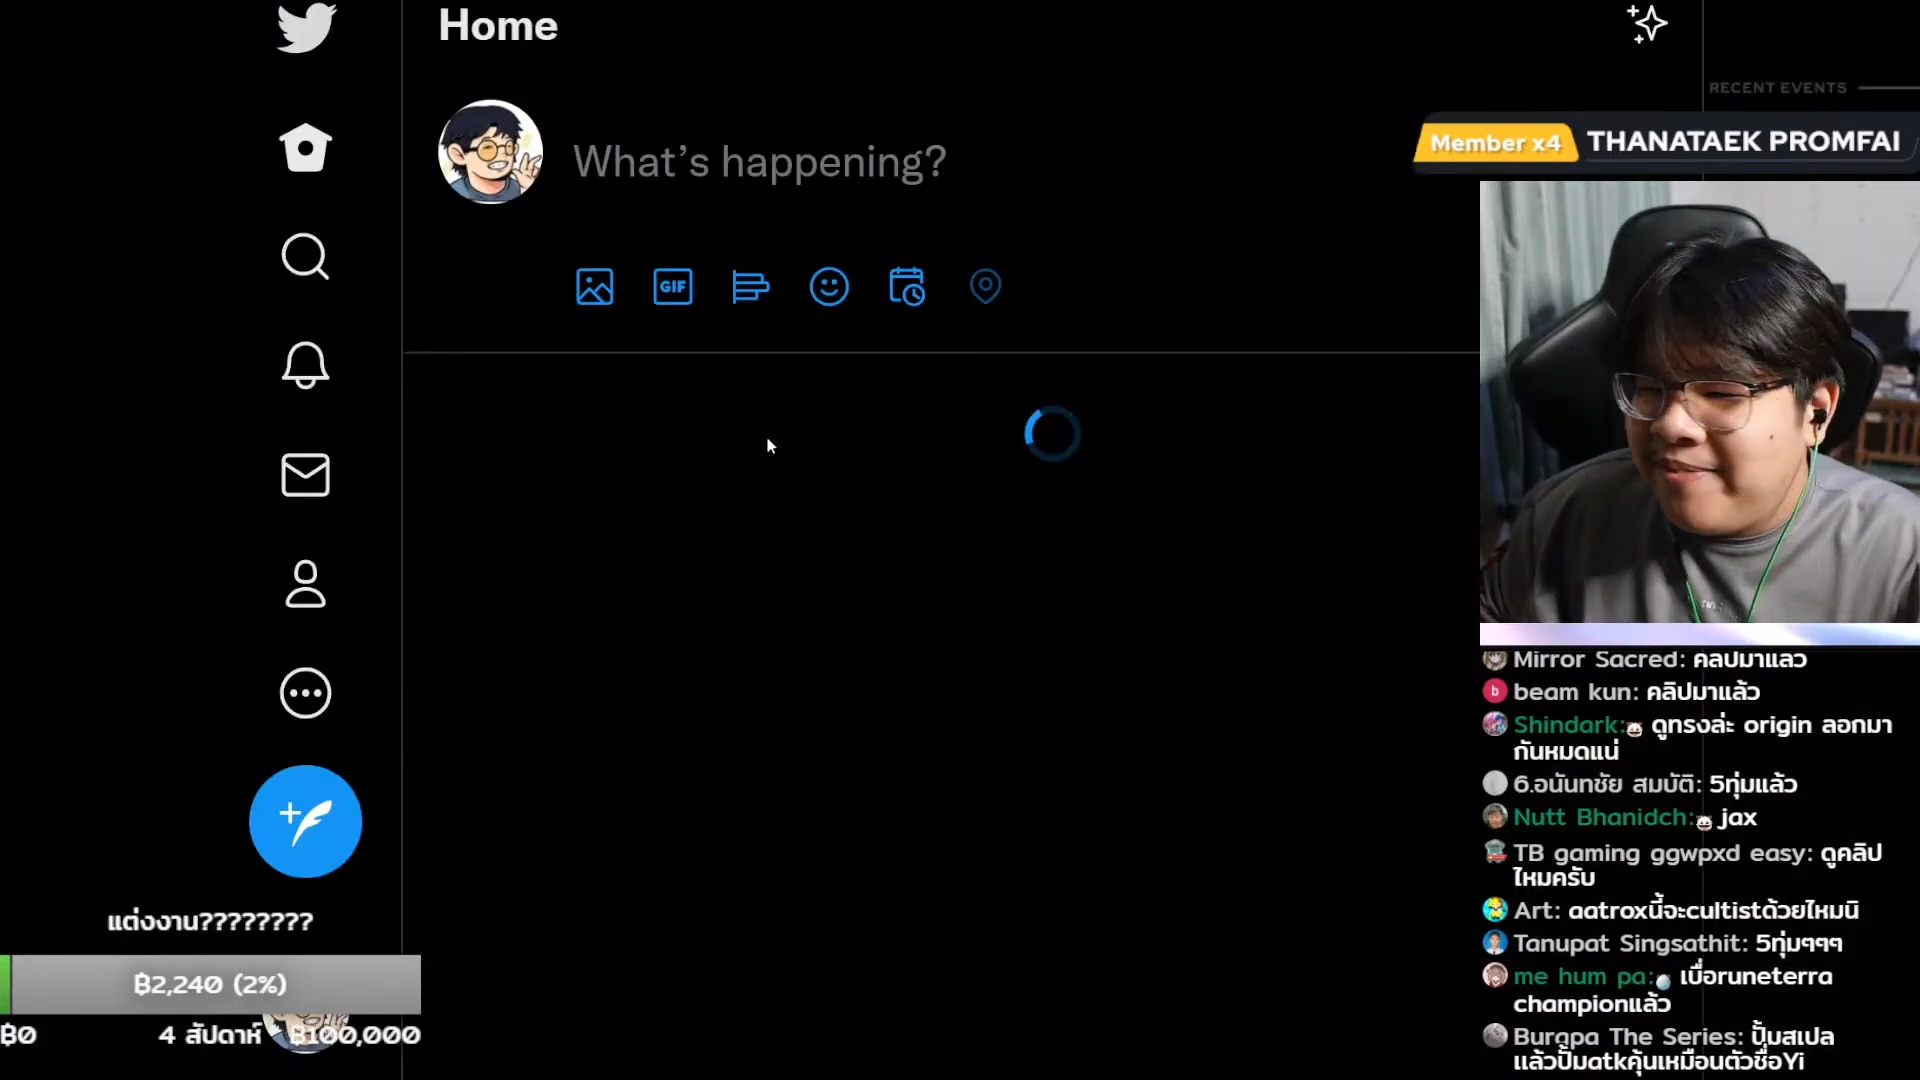 Home
What's happening?
GIF
RECENT EVENTS
Member x4 THANATAEK PROMFAI
Mirror Sacred: คลิปมาแล้ว
beam kun: คลิปมาแล้ว
Shindark: ดูทรงล่ะ origin ลอกมา
กันหมดแน่
6.อนันทชัย สมบัติ: 5ทุ่มแล้ว
Nutt Bhanidch: jax
TB gaming ggwpxd easy: ดูคลิป
ไหมครับ
Art: aatroxนี้จะcultistด้วยไหมนิ
Tanupat Singsathit: 5ทุ่มๆๆๆ
me hum pa: เบื่อruneterra
championแล้ว
Burapa The Series: ปั้มสเปล
แล้วปั้มatkคุ้นเหมือนตัวชื่อYi
แต่งงาน????????
฿2,240 (2%)
฿0 4 สัปดาห์ ฿100,000